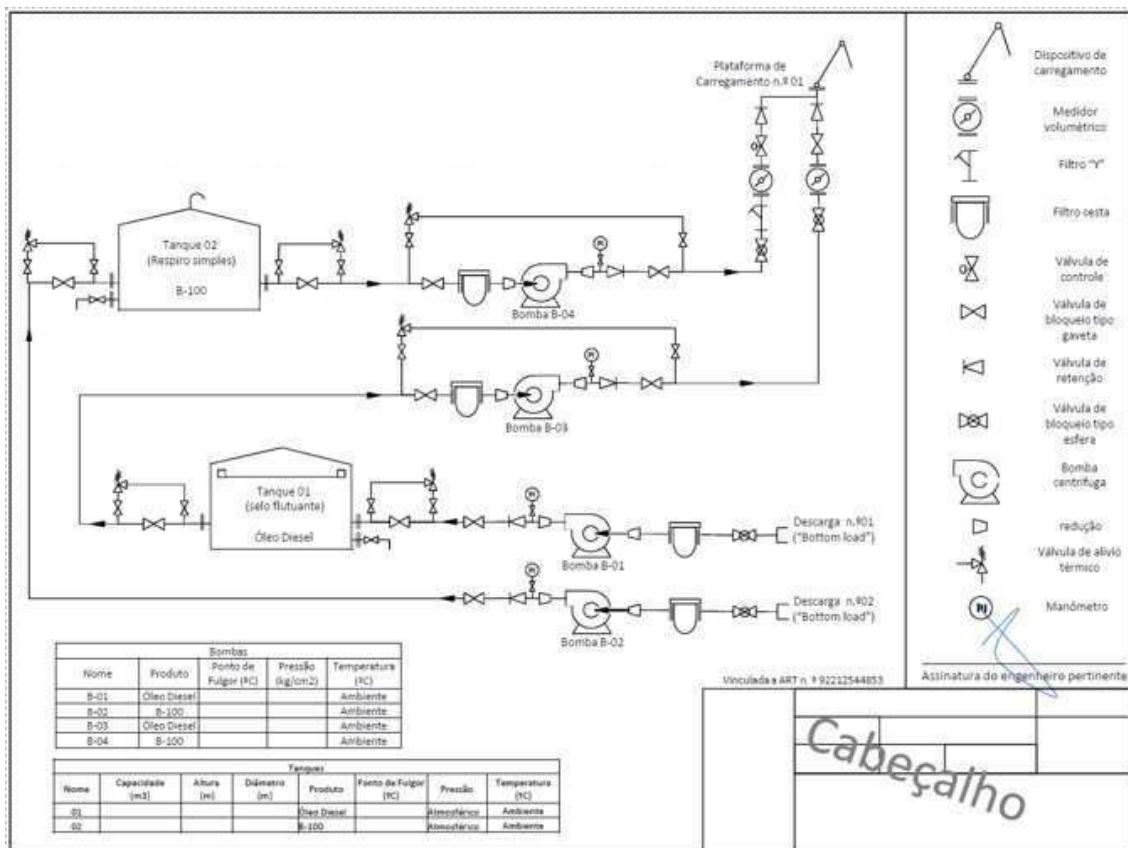 Plataforma de
Carregamento n.º 01
Tanque 02
(Respiro simples)
B-100
Bomba B-04
Bomba B-03
Tanque 01
(selo flutuante)
Óleo Diesel
Descarga n.º01
("Bottom load")
Bomba B-01
Descarga n.º02
("Bottom load")
Bomba B-02
Dispositivo de
carregamento
Medidor
volumétrico
Filtro "Y"
Filtro cesta
Válvula de
controle
Válvula de
bloqueio tipo
gaveta
Válvula de
retenção
Válvula de
bloqueio tipo
esfera
Bomba
centrífuga
redução
Válvula de alívio
térmico
PI
Manômetro
Assinatura do engenheiro pertinente
Vinculada a ART n. º 92212544853
Bombas
Nome Produto Ponto de Fulgor (ºC) Pressão (kg/cm2) Temperatura (ºC)
B-01 Óleo Diesel Ambiente
B-02 B-100 Ambiente
B-03 Óleo Diesel Ambiente
B-04 B-100 Ambiente
Tanques
Nome Capacidade (m3) Altura (m) Diâmetro (m) Produto Ponto de Fulgor (ºC) Pressão Temperatura (ºC)
01 Óleo Diesel Atmosférico Ambiente
02 B-100 Atmosférico Ambiente
Cabeçalho